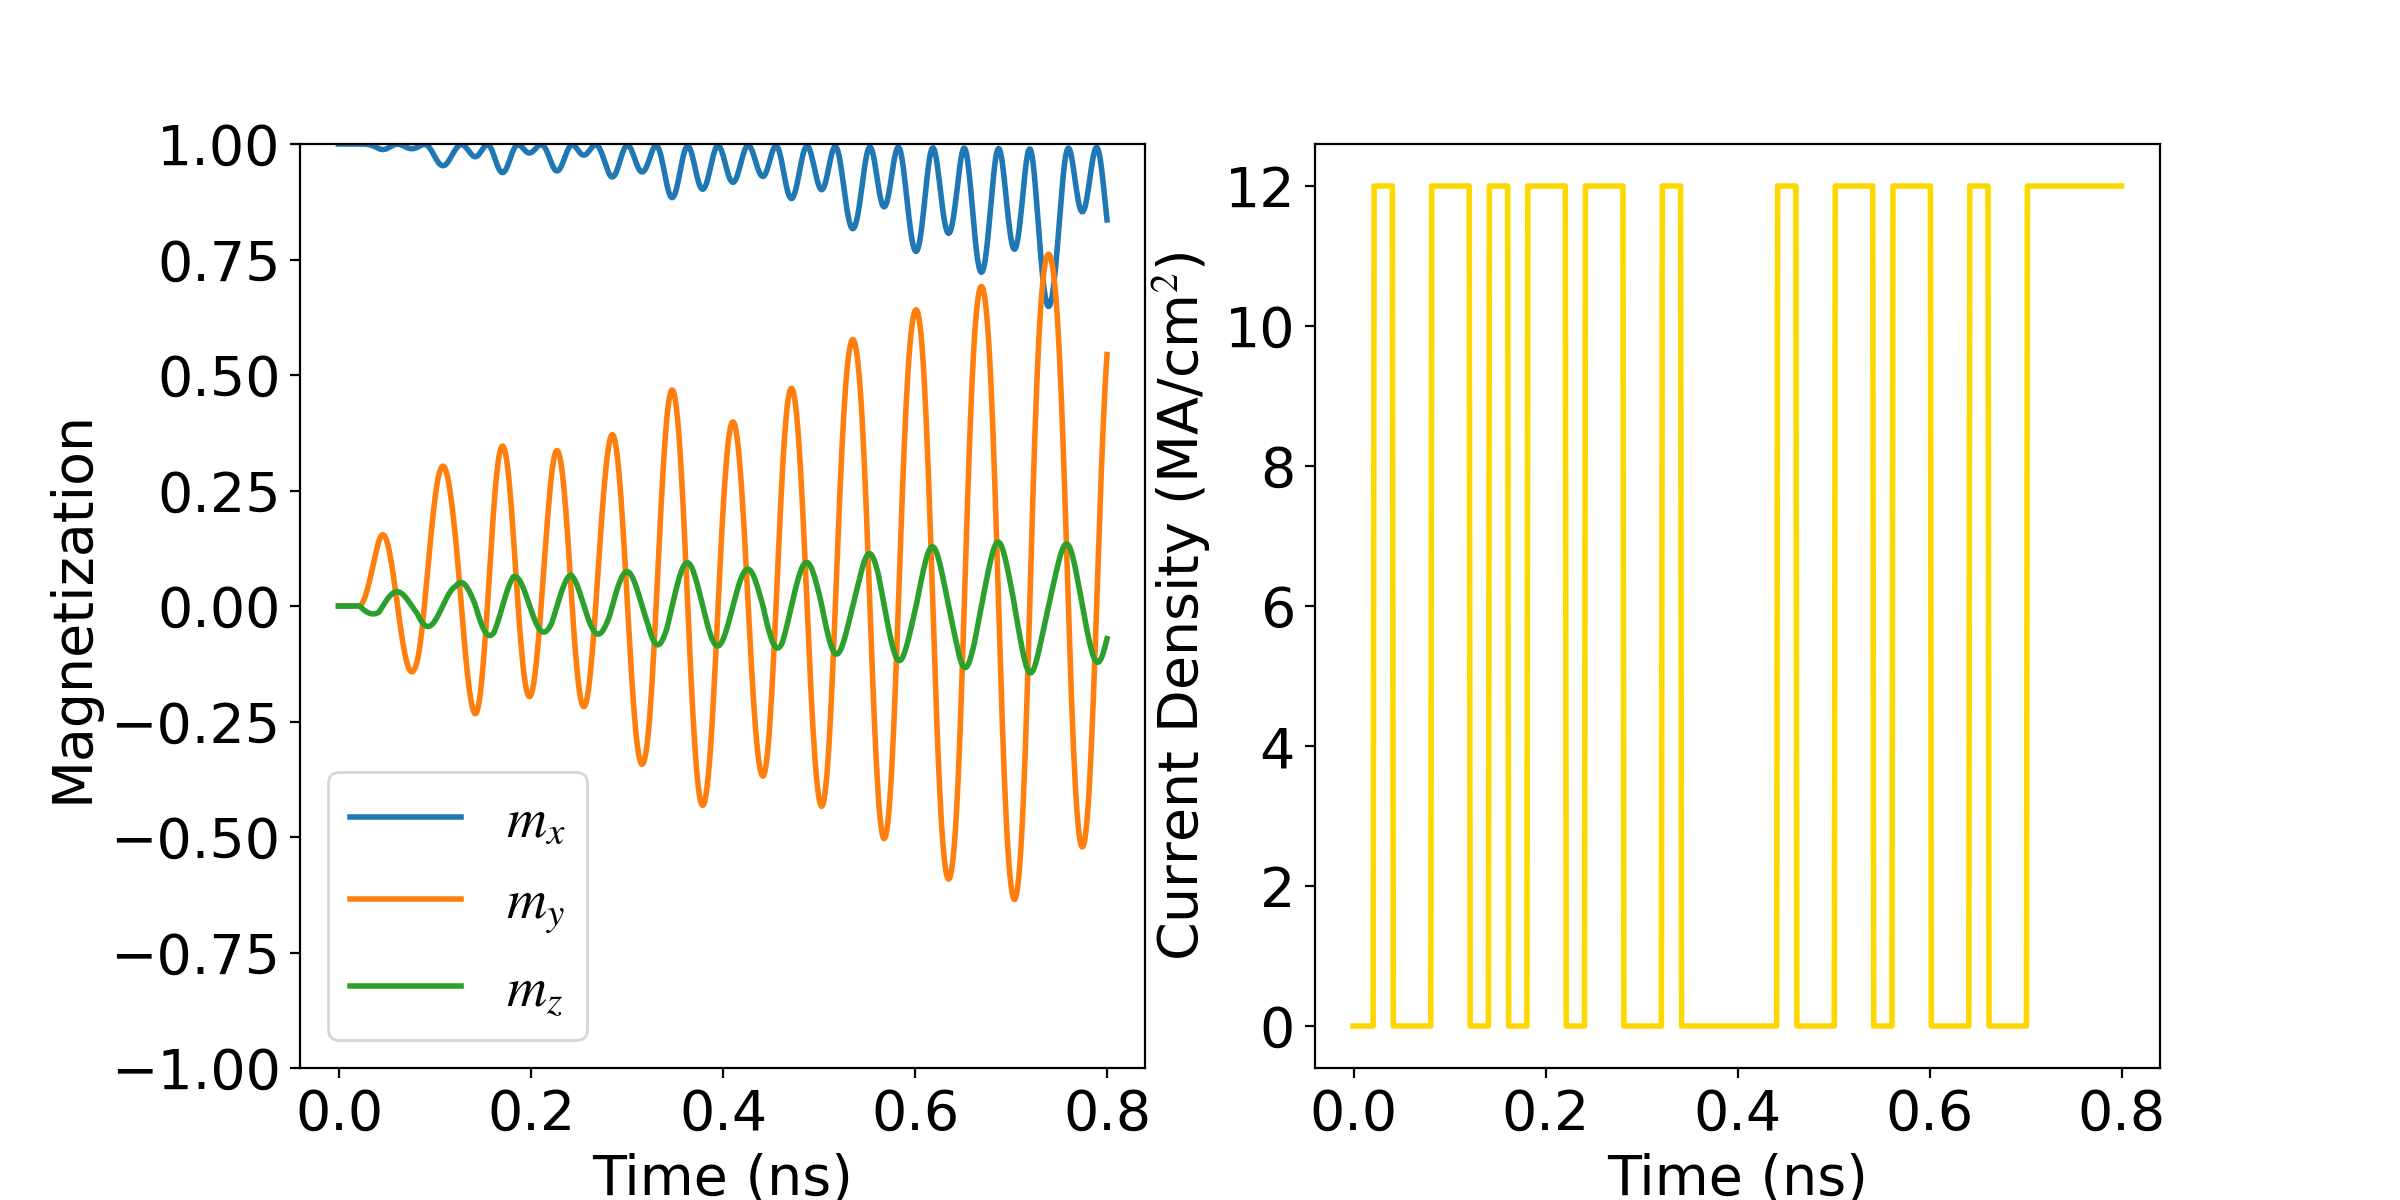 Magnetization
1.00
0.75
0.50
0.25
0.00
−0.25
−0.50
−0.75
−1.00
m_x
m_y
m_z
0.0 0.2 0.4 0.6 0.8
Time (ns)
Current Density (MA/cm²)
12
10
8
6
4
2
0
0.0 0.2 0.4 0.6 0.8
Time (ns)